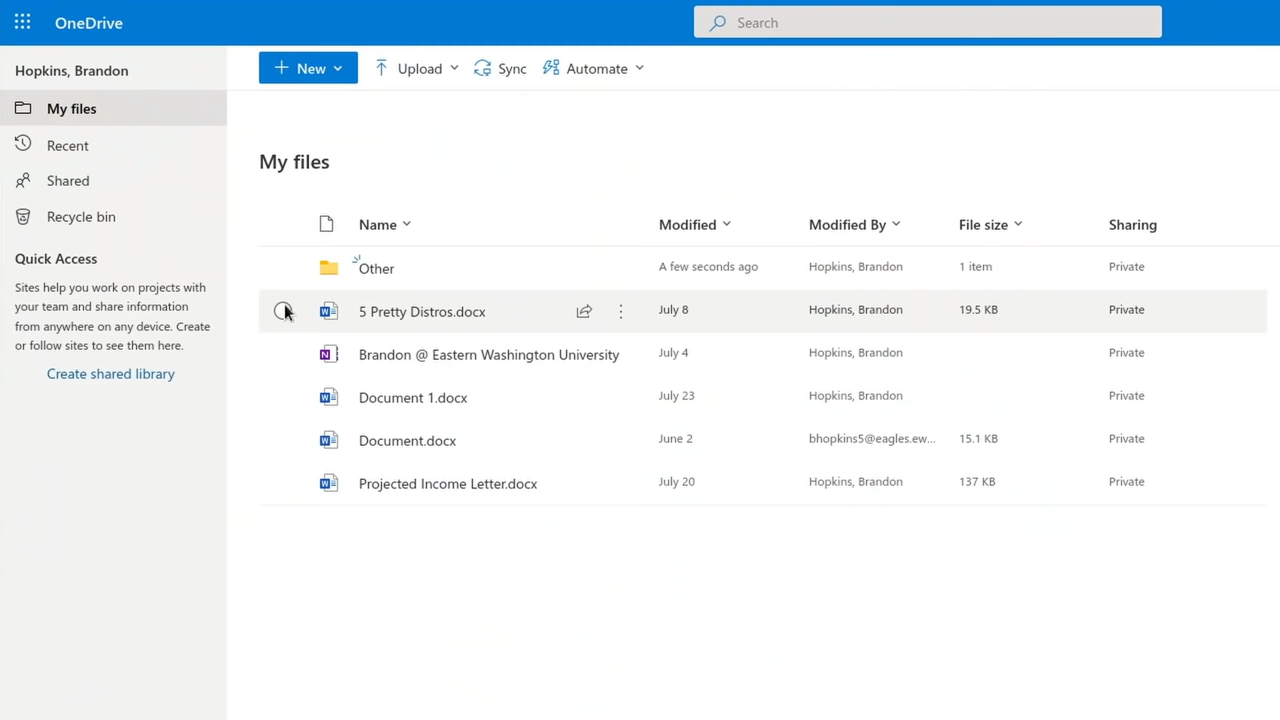 OneDrive
Search
Hopkins, Brandon
New
Upload
Sync
Automate
My files
Recent
Shared
Recycle bin
Quick Access
Sites help you work on projects with
your team and share information
from anywhere on any device. Create
or follow sites to see them here.
Create shared library
My files
Name Modified Modified By File size Sharing
Other A few seconds ago Hopkins, Brandon 1 item Private
5 Pretty Distros.docx July 8 Hopkins, Brandon 19.5 KB Private
Brandon @ Eastern Washington University July 4 Hopkins, Brandon Private
Document 1.docx July 23 Hopkins, Brandon Private
Document.docx June 2 bhopkins5@eagles.ew... 15.1 KB Private
Projected Income Letter.docx July 20 Hopkins, Brandon 137 KB Private